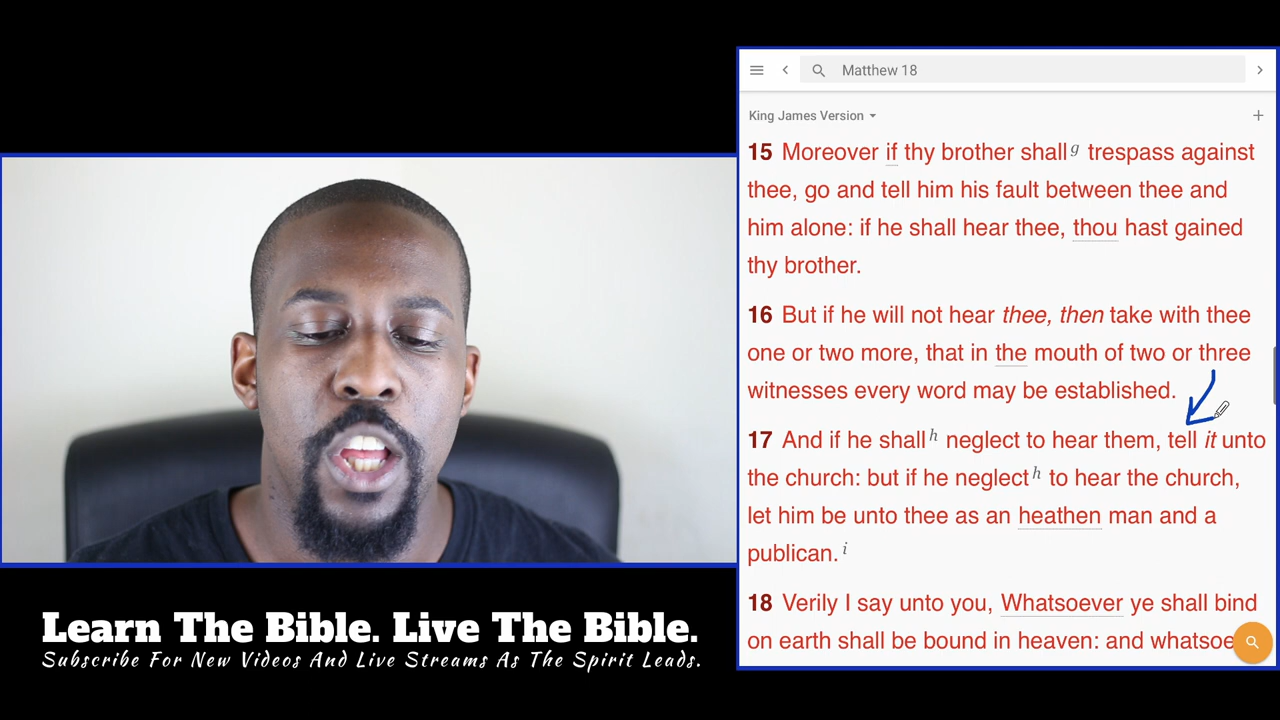 Matthew 18
King James Version
15 Moreover if thy brother shall g trespass against
thee, go and tell him his fault between thee and
him alone: if he shall hear thee, thou hast gained
thy brother.
16 But if he will not hear thee, then take with thee
one or two more, that in the mouth of two or three
witnesses every word may be established.
17 And if he shall h neglect to hear them, tell it unto
the church: but if he neglect h to hear the church,
let him be unto thee as an heathen man and a
publican. i
18 Verily I say unto you, Whatsoever ye shall bind
on earth shall be bound in heaven: and whatsoe
Learn The Bible. Live The Bible.
Subscribe For New Videos And Live Streams As The Spirit Leads.